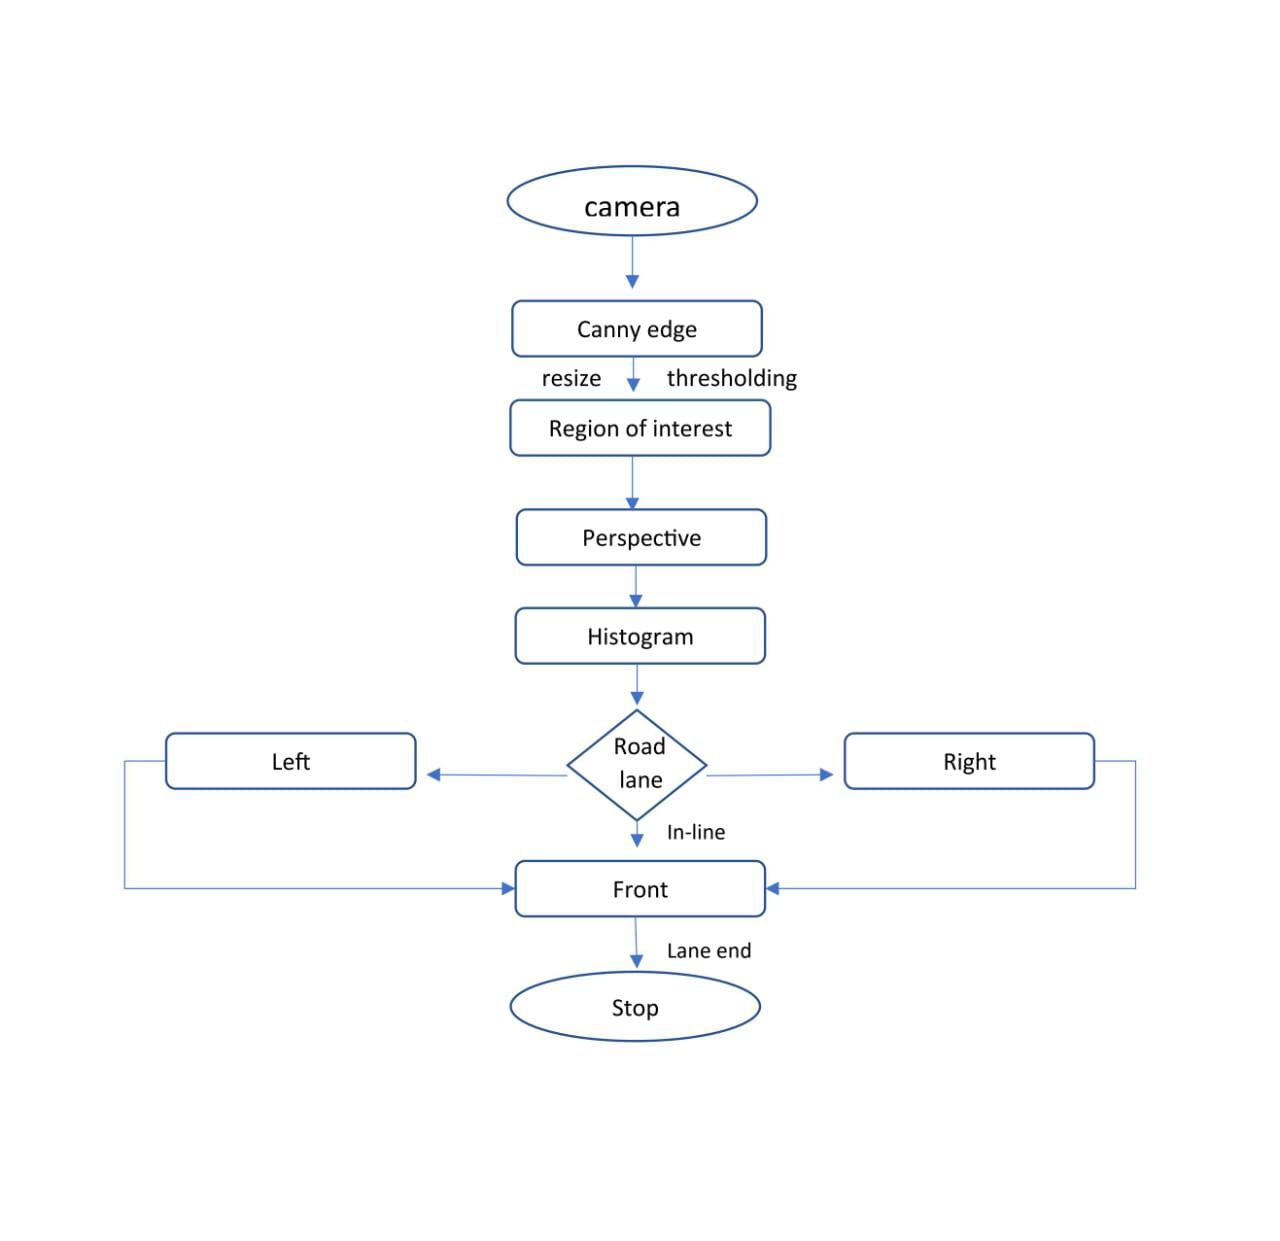 camera
Canny edge
resize thresholding
Region of interest
Perspective
Histogram
Road
lane
Left
Right
In-line
Front
Lane end
Stop